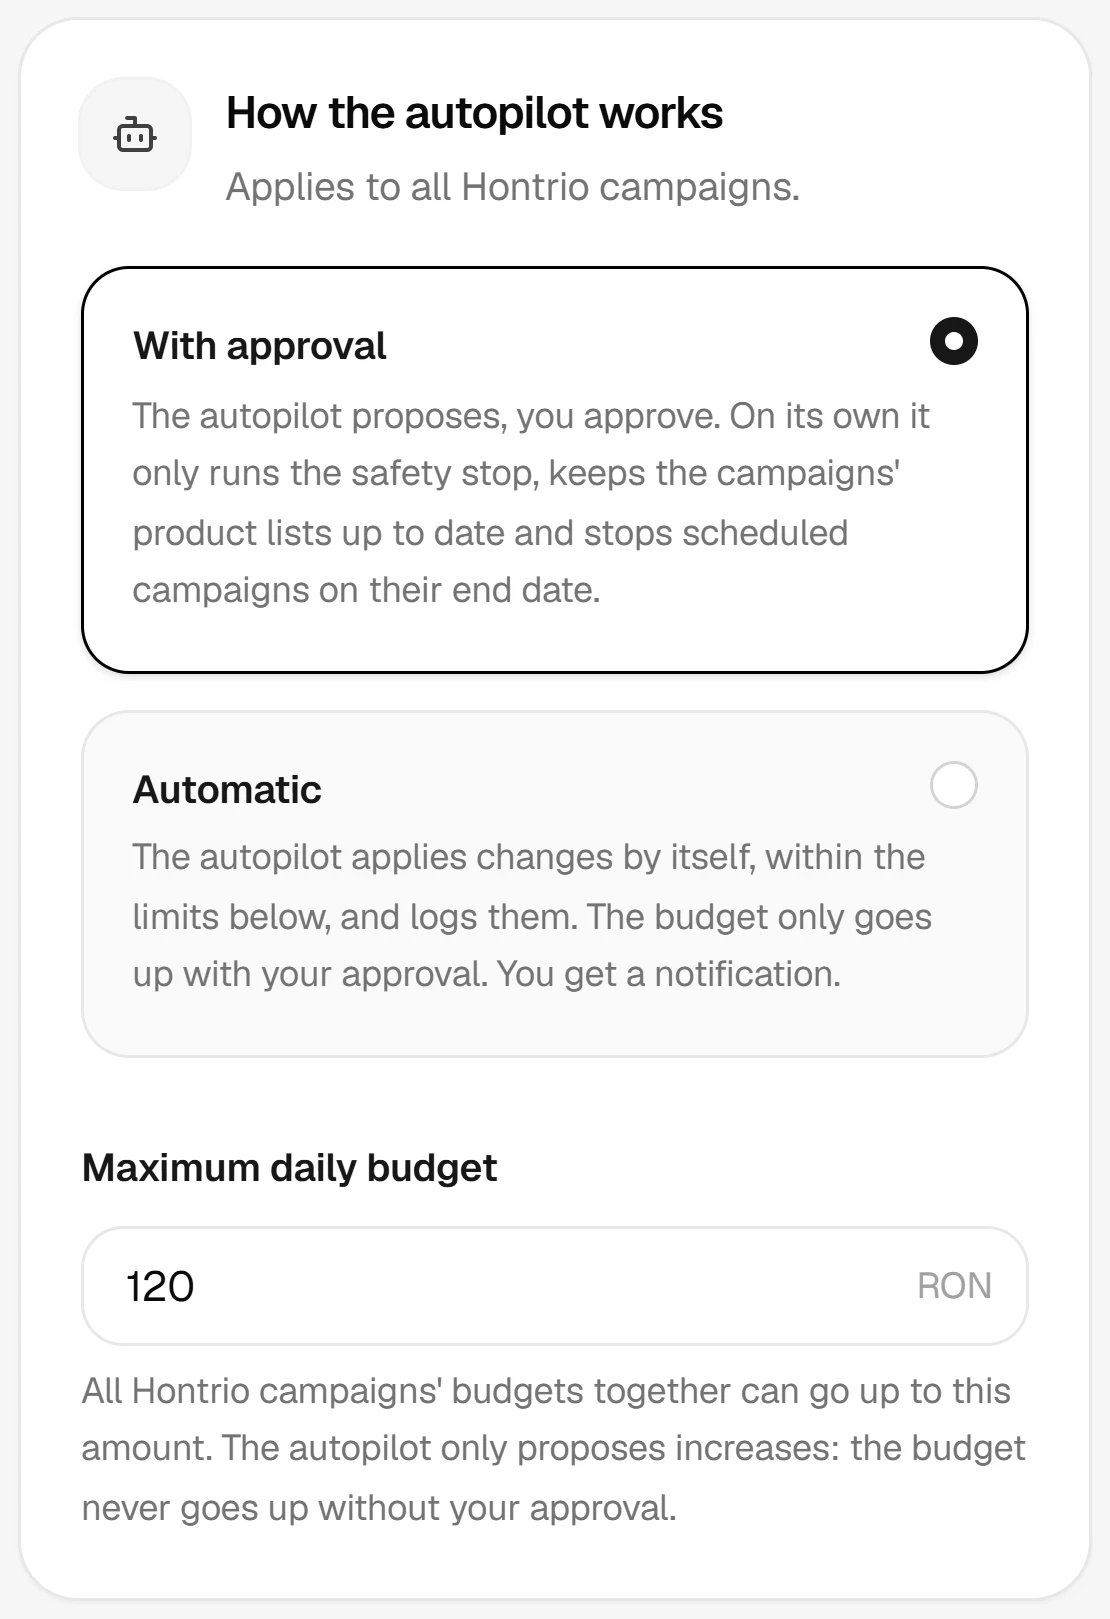 How the autopilot works
Applies to all Hontrio campaigns.
With approval
The autopilot proposes, you approve. On its own it
only runs the safety stop, keeps the campaigns'
product lists up to date and stops scheduled
campaigns on their end date.
Automatic
The autopilot applies changes by itself, within the
limits below, and logs them. The budget only goes
up with your approval. You get a notification.
Maximum daily budget
120 RON
All Hontrio campaigns' budgets together can go up to this
amount. The autopilot only proposes increases: the budget
never goes up without your approval.